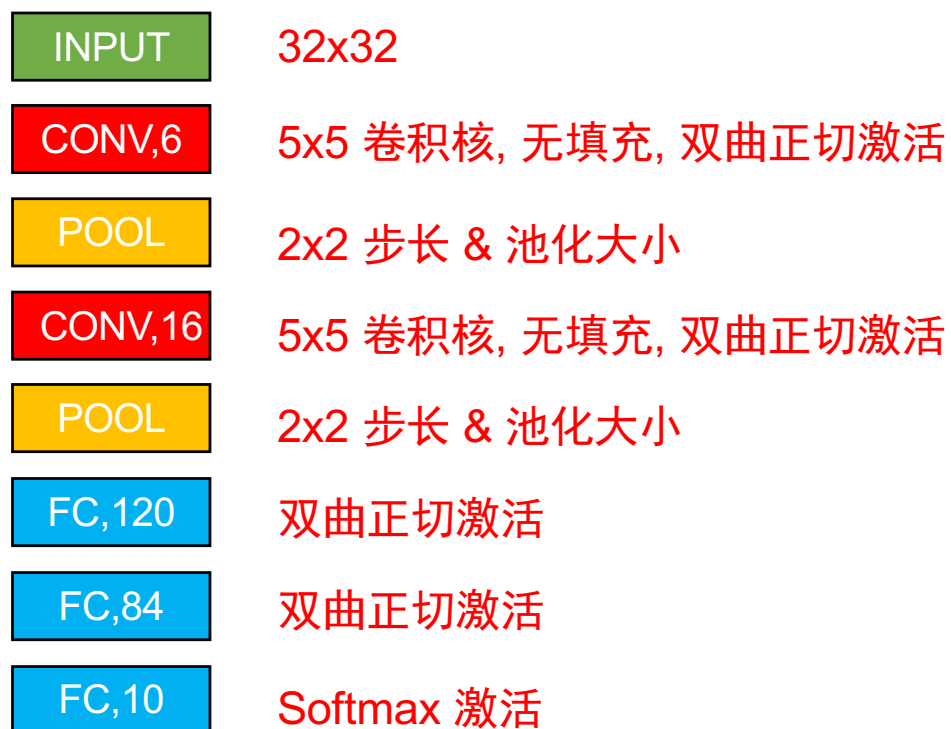 INPUT 32x32
CONV,6 5x5 卷积核, 无填充, 双曲正切激活
POOL 2x2 步长 & 池化大小
CONV,16 5x5 卷积核, 无填充, 双曲正切激活
POOL 2x2 步长 & 池化大小
FC,120 双曲正切激活
FC,84 双曲正切激活
FC,10 Softmax 激活